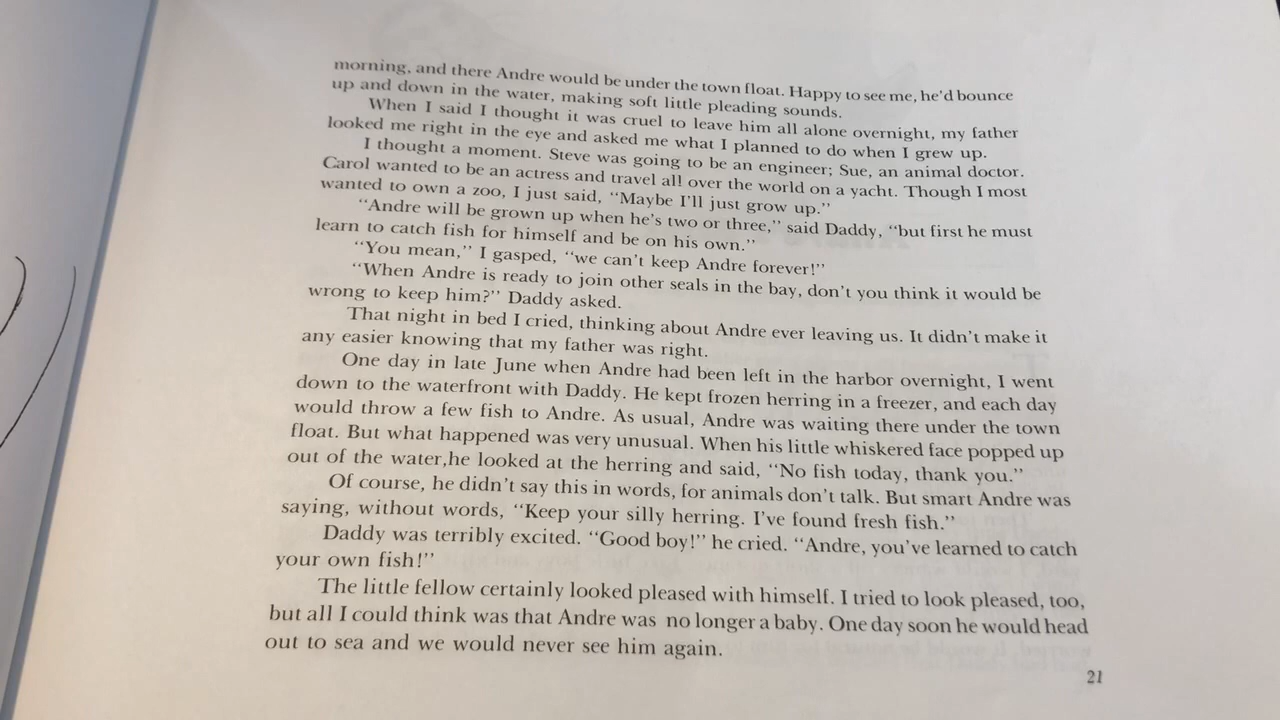 morning, and there Andre would be under the town float. Happy to see me, he'd bounce
up and down in the water, making soft little pleading sounds.
When I said I thought it was cruel to leave him all alone overnight, my father
looked me right in the eye and asked me what I planned to do when I grew up.
I thought a moment. Steve was going to be an engineer; Sue, an animal doctor.
Carol wanted to be an actress and travel all over the world on a yacht. Though I most
wanted to own a zoo, I just said, "Maybe I'll just grow up."
"Andre will be grown up when he's two or three," said Daddy, "but first he must
learn to catch fish for himself and be on his own."
"You mean," I gasped, "we can't keep Andre forever!"
"When Andre is ready to join other seals in the bay, don't you think it would be
wrong to keep him?" Daddy asked.
That night in bed I cried, thinking about Andre ever leaving us. It didn't make it
any easier knowing that my father was right.
One day in late June when Andre had been left in the harbor overnight, I went
down to the waterfront with Daddy. He kept frozen herring in a freezer, and each day
would throw a few fish to Andre. As usual, Andre was waiting there under the town
float. But what happened was very unusual. When his little whiskered face popped up
out of the water,he looked at the herring and said, "No fish today, thank you."
Of course, he didn't say this in words, for animals don't talk. But smart Andre was
saying, without words, "Keep your silly herring. I've found fresh fish."
Daddy was terribly excited. "Good boy!" he cried. "Andre, you've learned to catch
your own fish!"
The little fellow certainly looked pleased with himself. I tried to look pleased, too,
but all I could think was that Andre was no longer a baby. One day soon he would head
out to sea and we would never see him again.
21